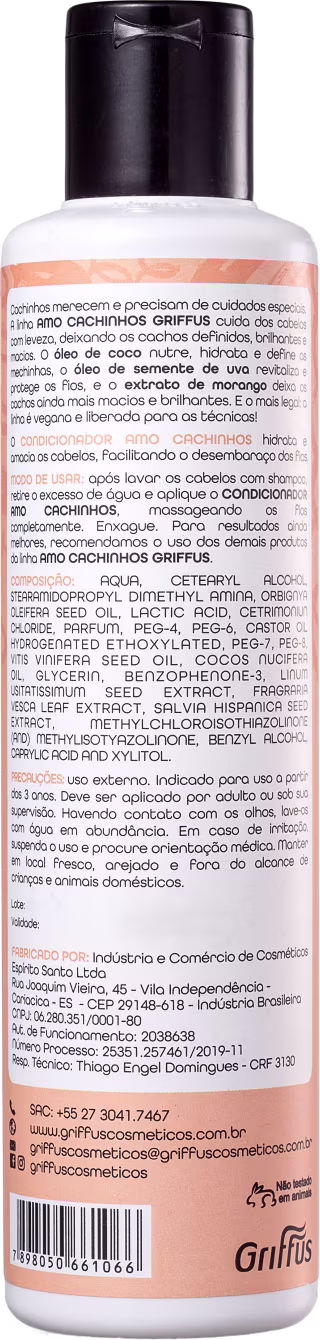 Cachinhos merecem e precisam de cuidados especiais.
A linha AMO CACHINHOS GRIFFUS cuida dos cabelos
com leveza, deixando os cachos definidos, brilhantes e
macios. O óleo de coco nutre, hidrata e define as
mechinhas, o óleo de semente de uva revitaliza e
protege os fios, e o extrato de morango deixa os
cachos ainda mais macios e brilhantes. E o mais legal: a
linha é vegana e liberada para as técnicas!
O CONDICIONADOR AMO CACHINHOS hidrata e
amacia os cabelos, facilitando o desembaraço dos fios.
MODO DE USAR: após lavar os cabelos com shampoo,
retire o excesso de água e aplique o CONDICIONADOR
AMO CACHINHOS, massageando os fios
completamente. Enxague. Para resultados ainda
melhores, recomendamos o uso dos demais produtos
da linha AMO CACHINHOS GRIFFUS.
COMPOSIÇÃO: AQUA, CETEARYL ALCOHOL,
STEARAMIDOPROPYL DIMETHYL AMINA, ORBIGNYA
OLEIFERA SEED OIL, LACTIC ACID, CETRIMONIUN
CHLORIDE, PARFUM, PEG-4, PEG-6, CASTOR OIL
HYDROGENATED ETHOXYLATED, PEG-7, PEG-8,
VITIS VINIFERA SEED OIL, COCOS NUCIFERA
OIL, GLYCERIN, BENZOPHENONE-3, LINUM
USITATISSIMUM SEED EXTRACT, FRAGRARIA
VESCA LEAF EXTRACT, SALVIA HISPANICA SEED
EXTRACT, METHYLCHLOROISOTHIAZOLINONE
(AND) METHYLISOTYAZOLINONE, BENZYL ALCOHOL,
CAPRYLIC ACID AND XYLITOL.
PRECAUÇÕES: uso externo. Indicado para uso a partir
dos 3 anos. Deve ser aplicado por adulto ou sob sua
supervisão. Havendo contato com os olhos, lave-os
com água em abundância. Em caso de irritação,
suspenda o uso e procure orientação médica. Manter
em local fresco, arejado e fora do alcance de
crianças e animais domésticos.
Lote:
Validade:
FABRICADO POR: Indústria e Comércio de Cosméticos
Espírito Santo Ltda
Rua Joaquim Vieira, 45 - Vila Independência -
Cariacica - ES - CEP 29148-618 - Indústria Brasileira
CNPJ: 06.280.351/0001-80
Aut. de Funcionamento: 2038638
Número Processo: 25351.257461/2019-11
Resp. Técnico: Thiago Engel Domingues - CRF 3130
SAC: +55 27 3041.7467
www.griffuscosmeticos.com.br
griffuscosmeticos@griffuscosmeticos.com.br
griffuscosmeticos
Não testado
em animais
Griffus
7 898050 661066